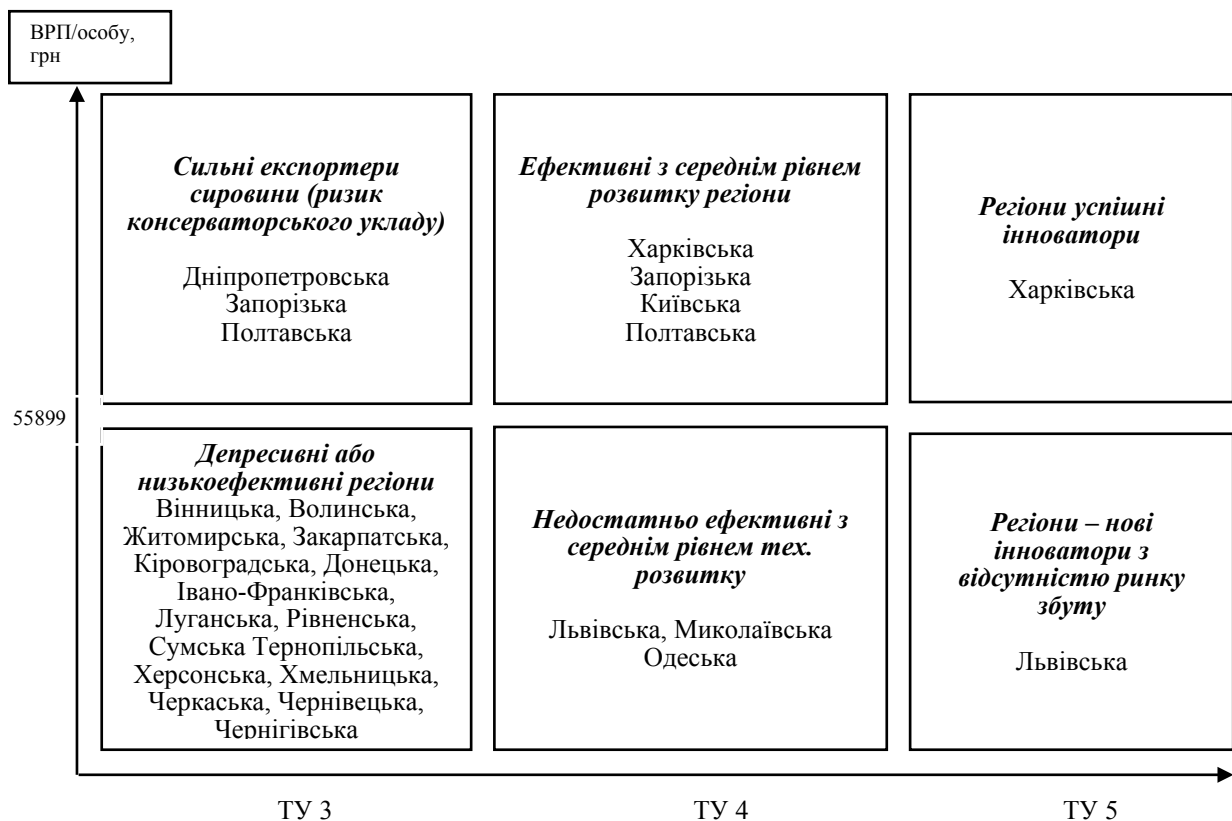 ВРП/особу,
грн
Сильні експортери
сировини (ризик
консерваторського укладу)
Дніпропетровська
Запорізька
Полтавська
Ефективні з середнім рівнем
розвитку регіони
Харківська
Запорізька
Київська
Полтавська
Регіони успішні
інноватори
Харківська
55899
Депресивні або
низькоефективні регіони
Вінницька, Волинська,
Житомирська, Закарпатська,
Кіровоградська, Донецька,
Івано-Франківська,
Луганська, Рівненська,
Сумська Тернопільська,
Херсонська, Хмельницька,
Черкаська, Чернівецька,
Чернігівська
Недостатньо ефективні з
середнім рівнем тех.
розвитку
Львівська, Миколаївська
Одеська
Регіони – нові
інноватори з
відсутністю ринку
збуту
Львівська
ТУ 3
ТУ 4
ТУ 5